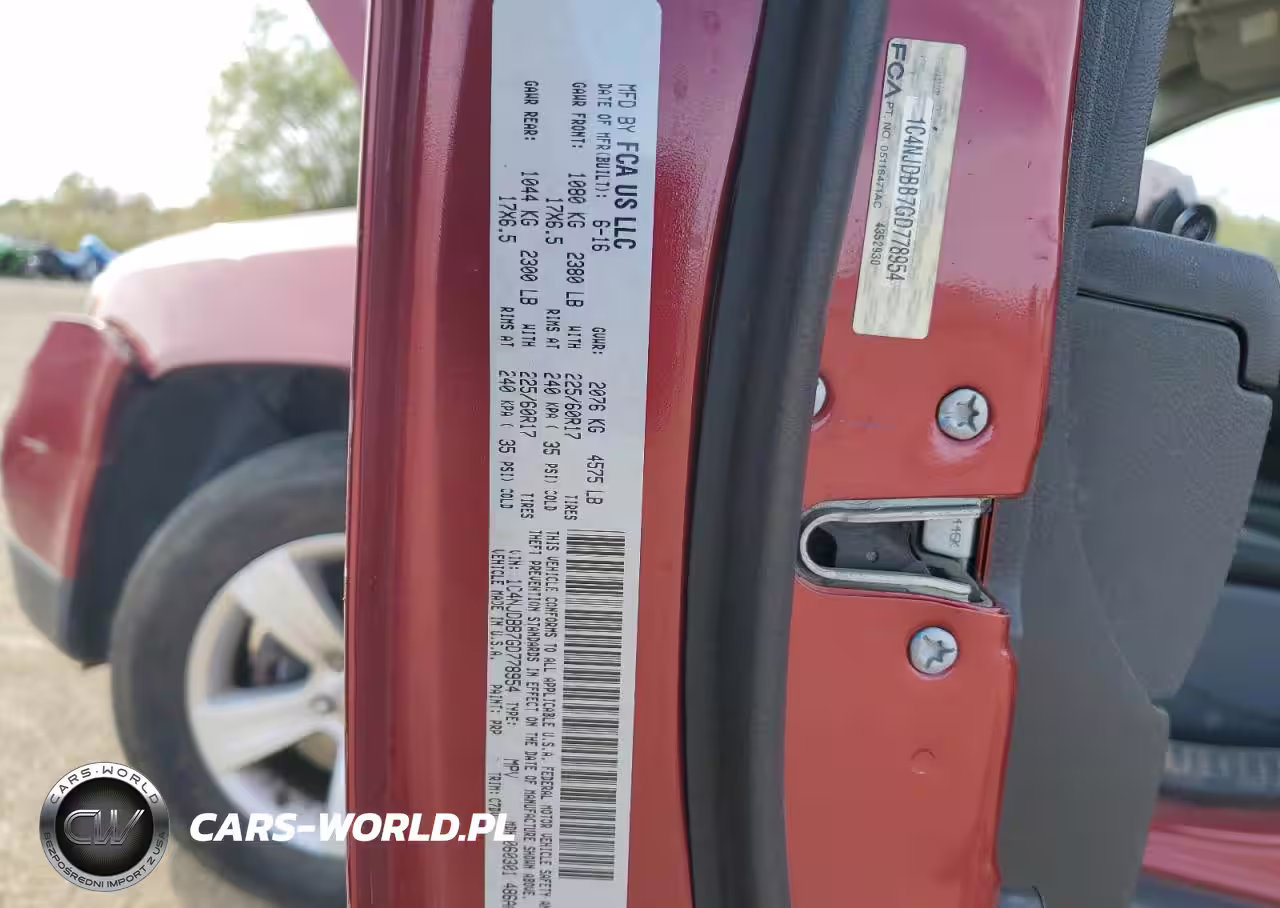 MFD BY FCA US LLC
DATE OF MFR(BUILT): 6-16 GVWR: 2076 KG 4575 LB
GAWR FRONT: 1080 KG 2380 LB WITH 225/60R17 TIRES
17X6.5 RIMS AT 240 KPA ( 35 PSI) COLD
GAWR REAR: 1044 KG 2300 LB WITH 225/60R17 TIRES
17X6.5 RIMS AT 240 KPA ( 35 PSI) COLD
THIS VEHICLE CONFORMS TO ALL APPLICABLE U.S.A. FEDERAL MOTOR VEHICLE SAFETY
THEFT PREVENTION STANDARDS IN EFFECT ON THE DATE OF MANUFACTURE SHOWN ABOVE.
VIN: 1C4NJDBB7GD778954 TYPE: MPV
VEHICLE MADE IN U.S.A. PAINT: PRP TRIM:
FCA
1C4NJDBB7GD778954
PT. NO. 05116471AC 4352930
CARS-WORLD
CW
BEZPOŚREDNI IMPORT Z USA
CARS-WORLD.PL